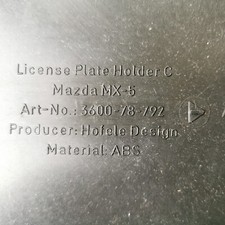 License Plate Holder C
Mazda MX-5
Art-No.: 3600-78-792
Producer: Hofele Design
Material: ABS